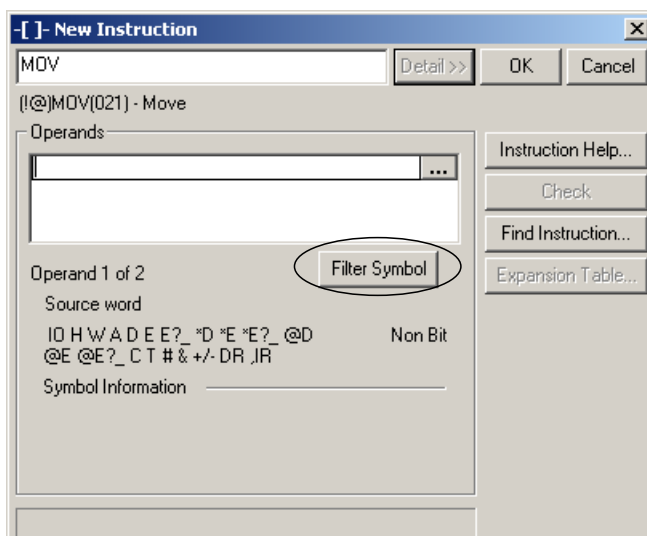 -[ ]- New Instruction
MOV
Detail >>
OK
Cancel
(!@)MOV(021) - Move
Operands
...
Instruction Help...
Check
Find Instruction...
Expansion Table...
Operand 1 of 2
Filter Symbol
Source word
IO H W A D E E?_ *D *E *E?_ @D
@E @E?_ C T # & +/- DR ,IR
Non Bit
Symbol Information